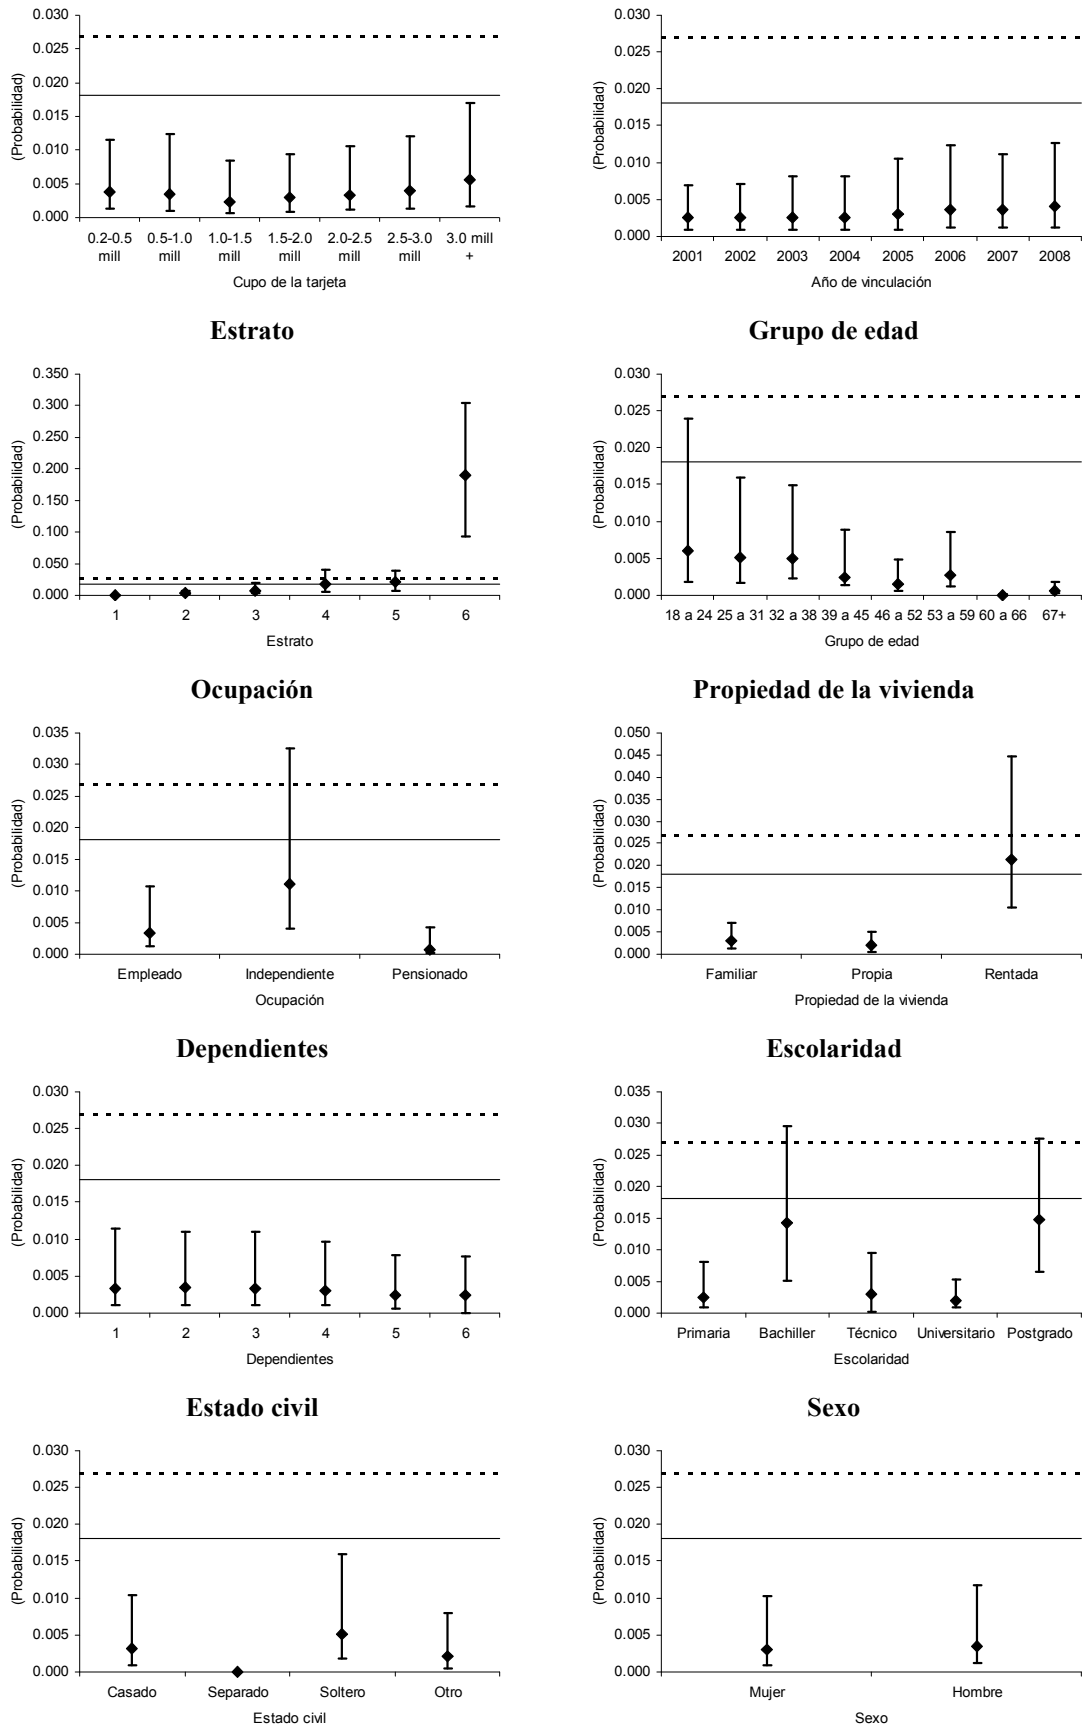 0.030
0.025
0.020
0.015
0.010
0.005
0.000
(Probabilidad)
0.2-0.5 mill
0.5-1.0 mill
1.0-1.5 mill
1.5-2.0 mill
2.0-2.5 mill
2.5-3.0 mill
3.0 mill +
Cupo de la tarjeta
0.030
0.025
0.020
0.015
0.010
0.005
0.000
(Probabilidad)
2001 2002 2003 2004 2005 2006 2007 2008
Año de vinculación
Estrato
0.350
0.300
0.250
0.200
0.150
0.100
0.050
0.000
(Probabilidad)
1 2 3 4 5 6
Estrato
Grupo de edad
0.030
0.025
0.020
0.015
0.010
0.005
0.000
(Probabilidad)
18 a 24 25 a 31 32 a 38 39 a 45 46 a 52 53 a 59 60 a 66 67+
Grupo de edad
Ocupación
0.035
0.030
0.025
0.020
0.015
0.010
0.005
0.000
(Probabilidad)
Empleado Independiente Pensionado
Ocupación
Propiedad de la vivienda
0.050
0.045
0.040
0.035
0.030
0.025
0.020
0.015
0.010
0.005
0.000
(Probabilidad)
Familiar Propia Rentada
Propiedad de la vivienda
Dependientes
0.030
0.025
0.020
0.015
0.010
0.005
0.000
(Probabilidad)
1 2 3 4 5 6
Dependientes
Escolaridad
0.035
0.030
0.025
0.020
0.015
0.010
0.005
0.000
(Probabilidad)
Primaria Bachiller Técnico Universitario Postgrado
Escolaridad
Estado civil
0.030
0.025
0.020
0.015
0.010
0.005
0.000
(Probabilidad)
Casado Separado Soltero Otro
Estado civil
Sexo
0.030
0.025
0.020
0.015
0.010
0.005
0.000
(Probabilidad)
Mujer Hombre
Sexo